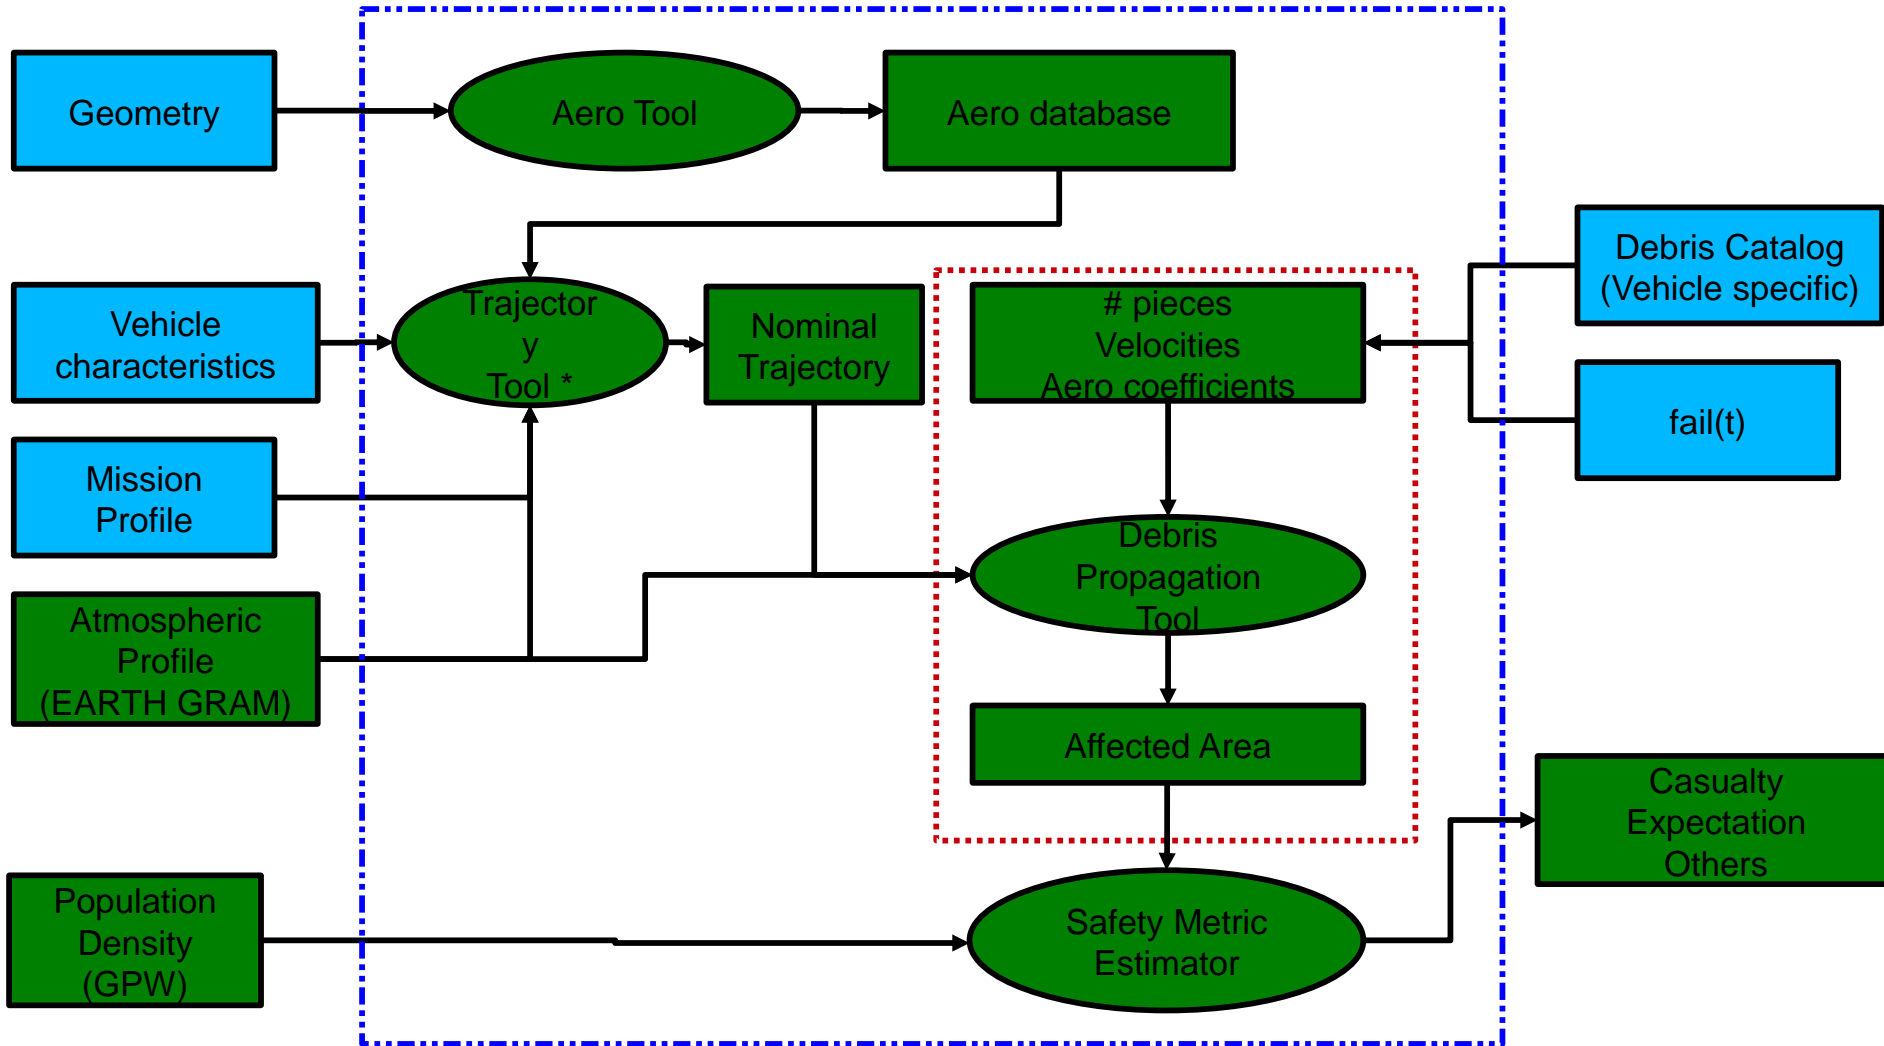 Geometry
Aero Tool
Aero database
Debris Catalog
(Vehicle specific)
Vehicle
characteristics
Trajector
y
Tool *
Nominal
Trajectory
# pieces
Velocities
Aero coefficients
fail(t)
Mission
Profile
Debris
Propagation
Tool
Atmospheric
Profile
(EARTH GRAM)
Affected Area
Casualty
Expectation
Others
Population
Density
(GPW)
Safety Metric
Estimator